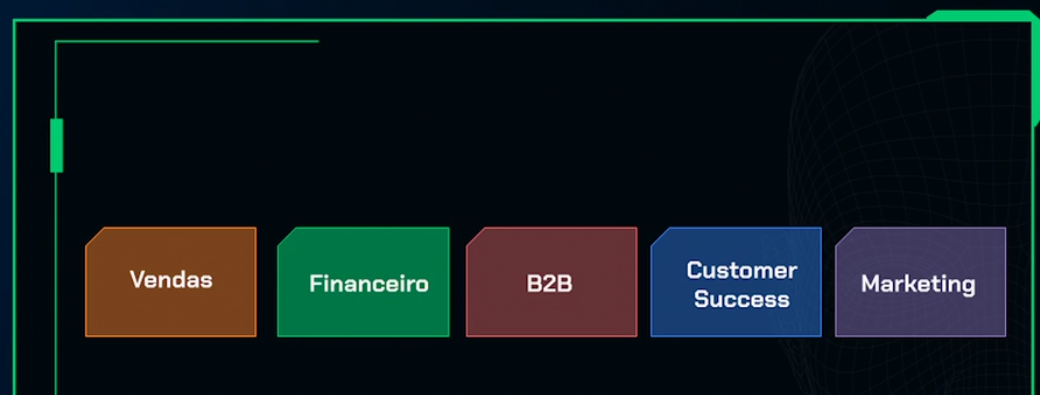 Vendas
Financeiro
B2B
Customer
Success
Marketing